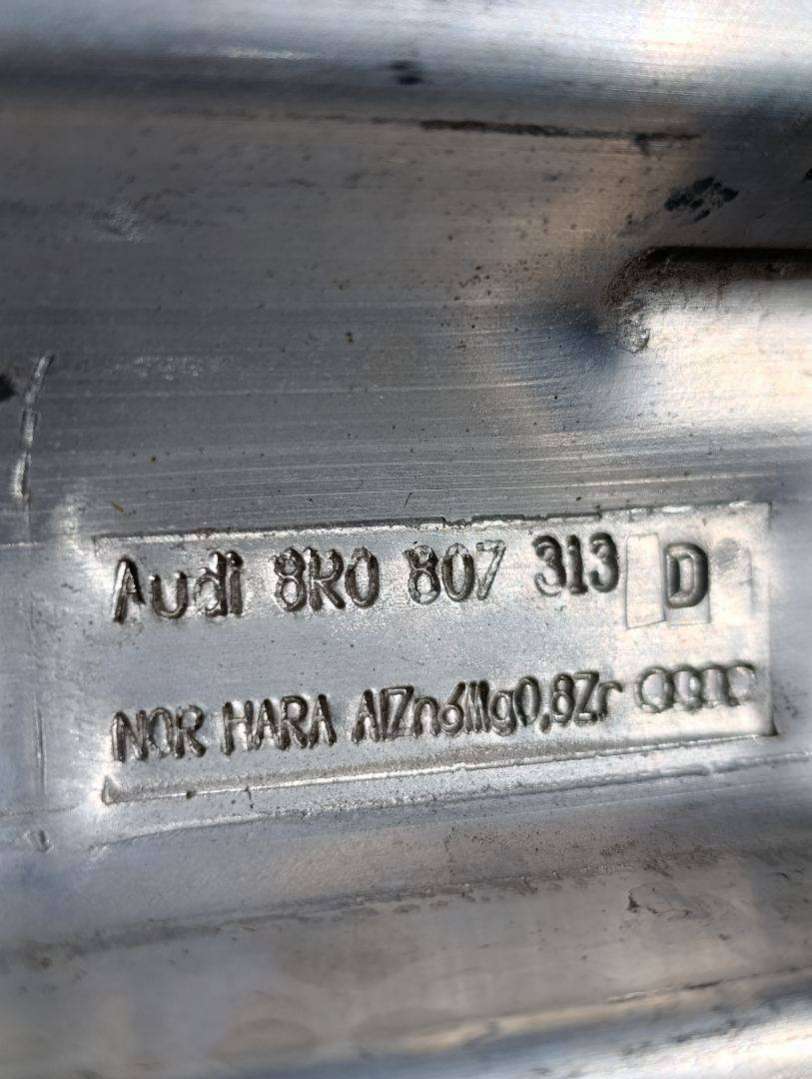 Audi 8R0 807 313 D
NOR HARA AlZn6Mg0,8Zr